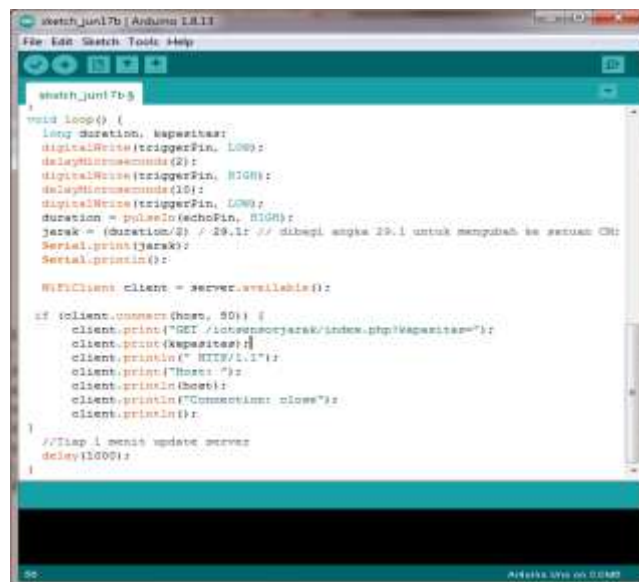 sketch_jun17b | Arduino 1.8.13
File Edit Sketch Tools Help
sketch_jun17b §
}
void loop() {
long duration, kapasitas;
digitalWrite(triggerPin, LOW);
delayMicroseconds(2);
digitalWrite(triggerPin, HIGH);
delayMicroseconds(10);
digitalWrite(triggerPin, LOW);
duration = pulseIn(echoPin, HIGH);
jarak = (duration/2) / 29.1; // dibagi angka 29.1 untuk mengubah ke satuan CM;
Serial.print(jarak);
Serial.println();
WiFiClient client = server.available();
if (client.connect(host, 80)) {
client.print("GET /iotsensorjarak/index.php?kapasitas=");
client.print(kapasitas);
client.println(" HTTP/1.1");
client.print("Host: ");
client.println(host);
client.println("Connection: close");
client.println();
}
//Tiap 1 menit update server
delay(1000);
}
Arduino Uno on COM5